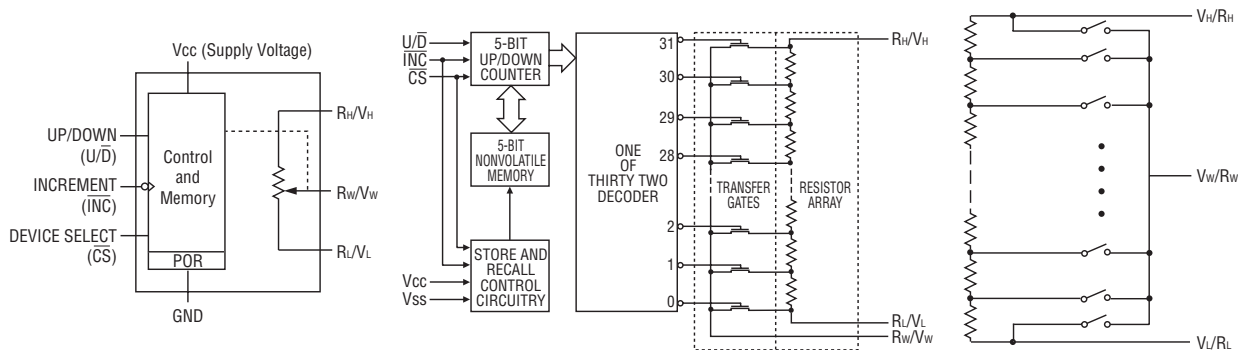 Vcc (Supply Voltage)
UP/DOWN
(U/D̅)
INCREMENT
(I̅N̅C̅)
DEVICE SELECT
(C̅S̅)
Control
and
Memory
POR
GND
RH/VH
RW/VW
RL/VL
U/D̅
I̅N̅C̅
C̅S̅
5-BIT
UP/DOWN
COUNTER
5-BIT
NONVOLATILE
MEMORY
STORE AND
RECALL
CONTROL
CIRCUITRY
Vcc
Vss
ONE
OF
THIRTY TWO
DECODER
31
30
29
28
2
1
0
TRANSFER
GATES
RESISTOR
ARRAY
RH/VH
RL/VL
RW/VW
VH/RH
VW/RW
VL/RL